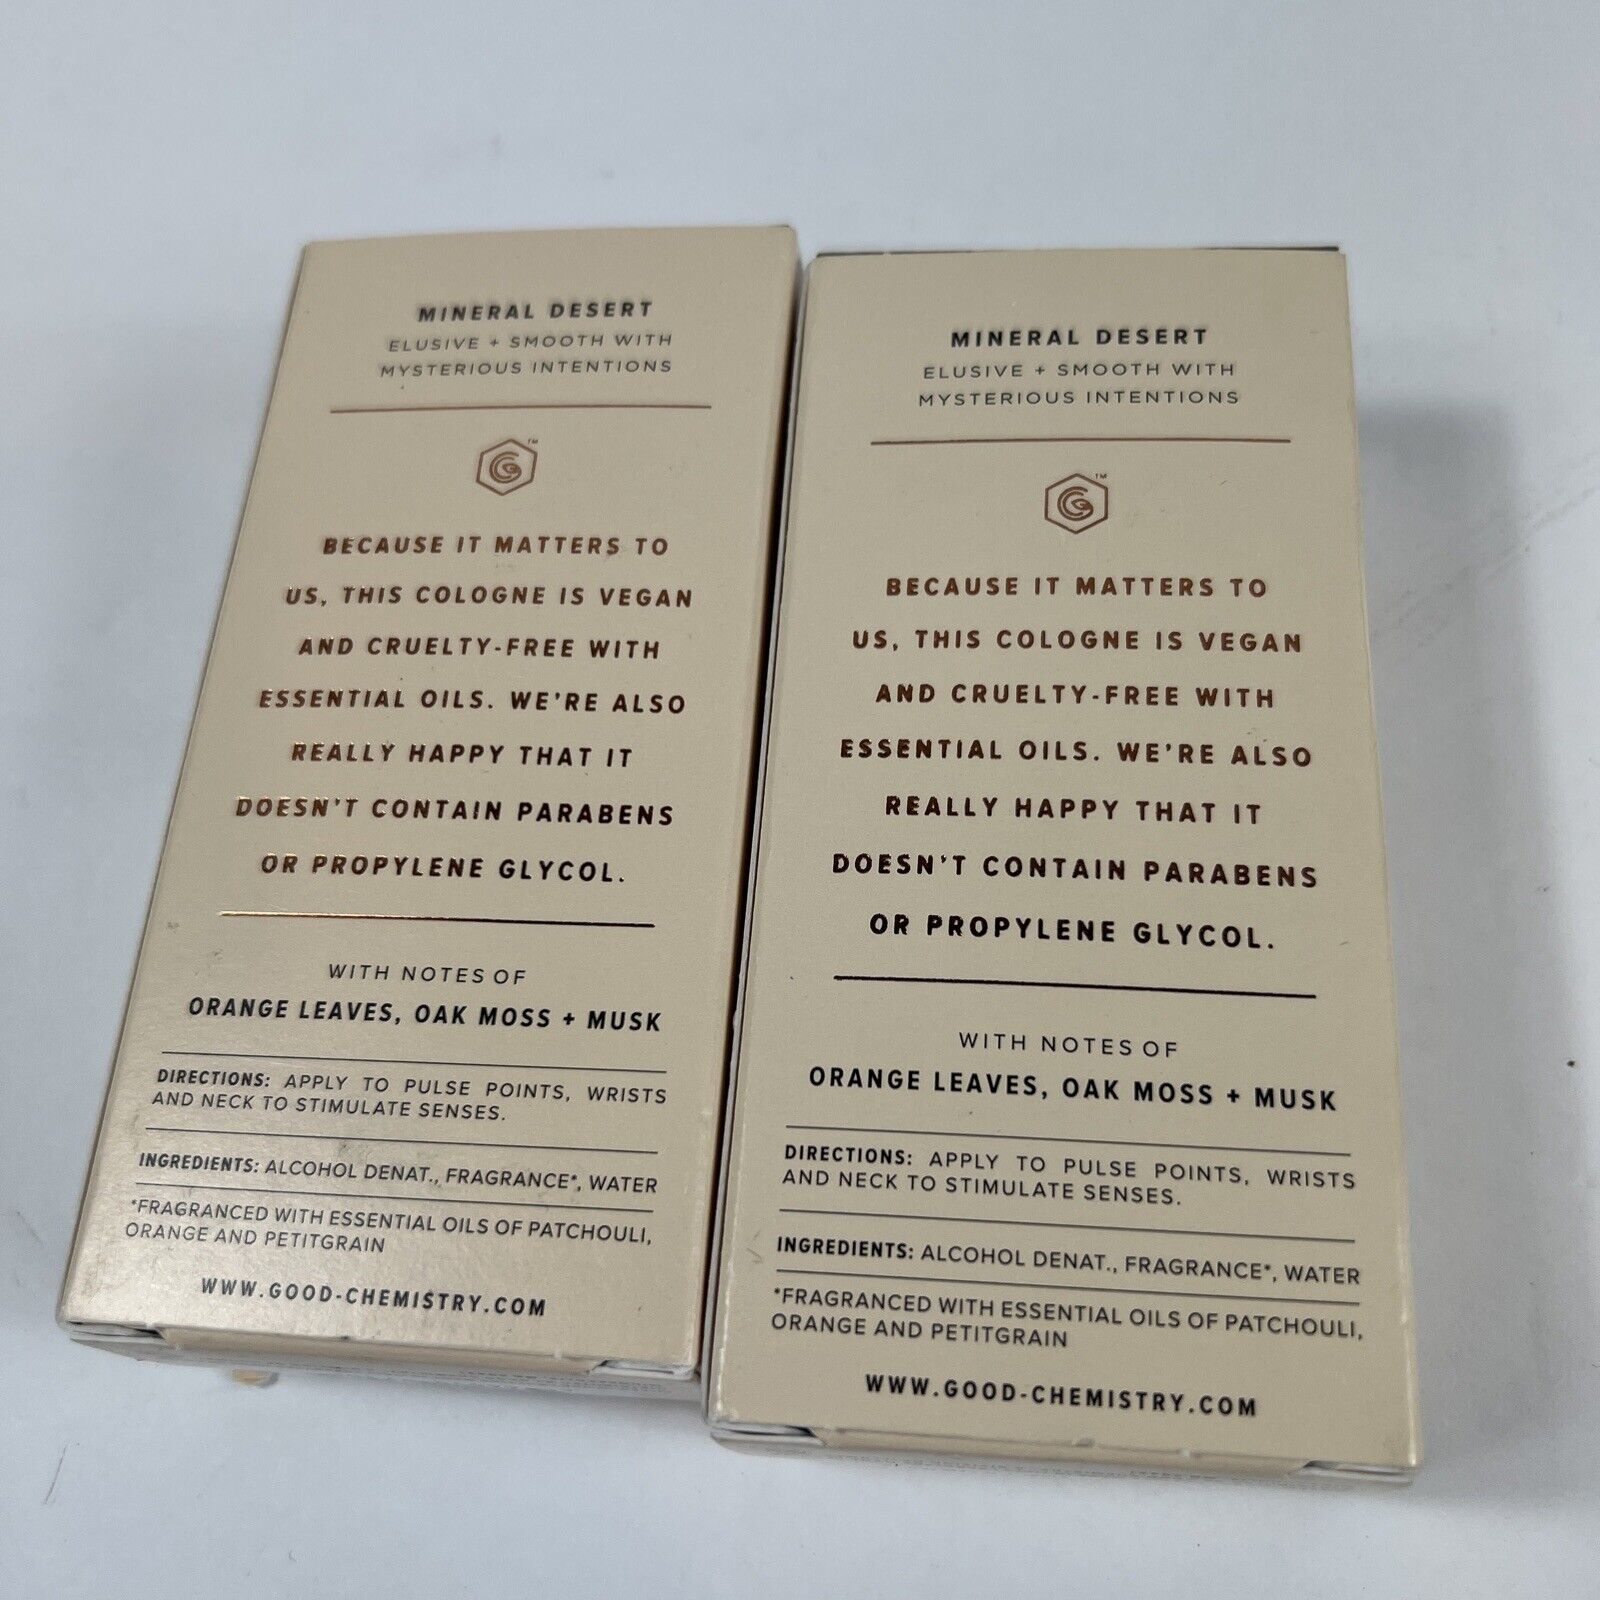 MINERAL DESERT
ELUSIVE + SMOOTH WITH
MYSTERIOUS INTENTIONS
TM
BECAUSE IT MATTERS TO
US, THIS COLOGNE IS VEGAN
AND CRUELTY-FREE WITH
ESSENTIAL OILS. WE'RE ALSO
REALLY HAPPY THAT IT
DOESN'T CONTAIN PARABENS
OR PROPYLENE GLYCOL.
WITH NOTES OF
ORANGE LEAVES, OAK MOSS + MUSK
DIRECTIONS: APPLY TO PULSE POINTS, WRISTS
AND NECK TO STIMULATE SENSES.
INGREDIENTS: ALCOHOL DENAT., FRAGRANCE*, WATER
*FRAGRANCED WITH ESSENTIAL OILS OF PATCHOULI,
ORANGE AND PETITGRAIN
WWW.GOOD-CHEMISTRY.COM
MINERAL DESERT
ELUSIVE + SMOOTH WITH
MYSTERIOUS INTENTIONS
TM
BECAUSE IT MATTERS TO
US, THIS COLOGNE IS VEGAN
AND CRUELTY-FREE WITH
ESSENTIAL OILS. WE'RE ALSO
REALLY HAPPY THAT IT
DOESN'T CONTAIN PARABENS
OR PROPYLENE GLYCOL.
WITH NOTES OF
ORANGE LEAVES, OAK MOSS + MUSK
DIRECTIONS: APPLY TO PULSE POINTS, WRISTS
AND NECK TO STIMULATE SENSES.
INGREDIENTS: ALCOHOL DENAT., FRAGRANCE*, WATER
*FRAGRANCED WITH ESSENTIAL OILS OF PATCHOULI,
ORANGE AND PETITGRAIN
WWW.GOOD-CHEMISTRY.COM